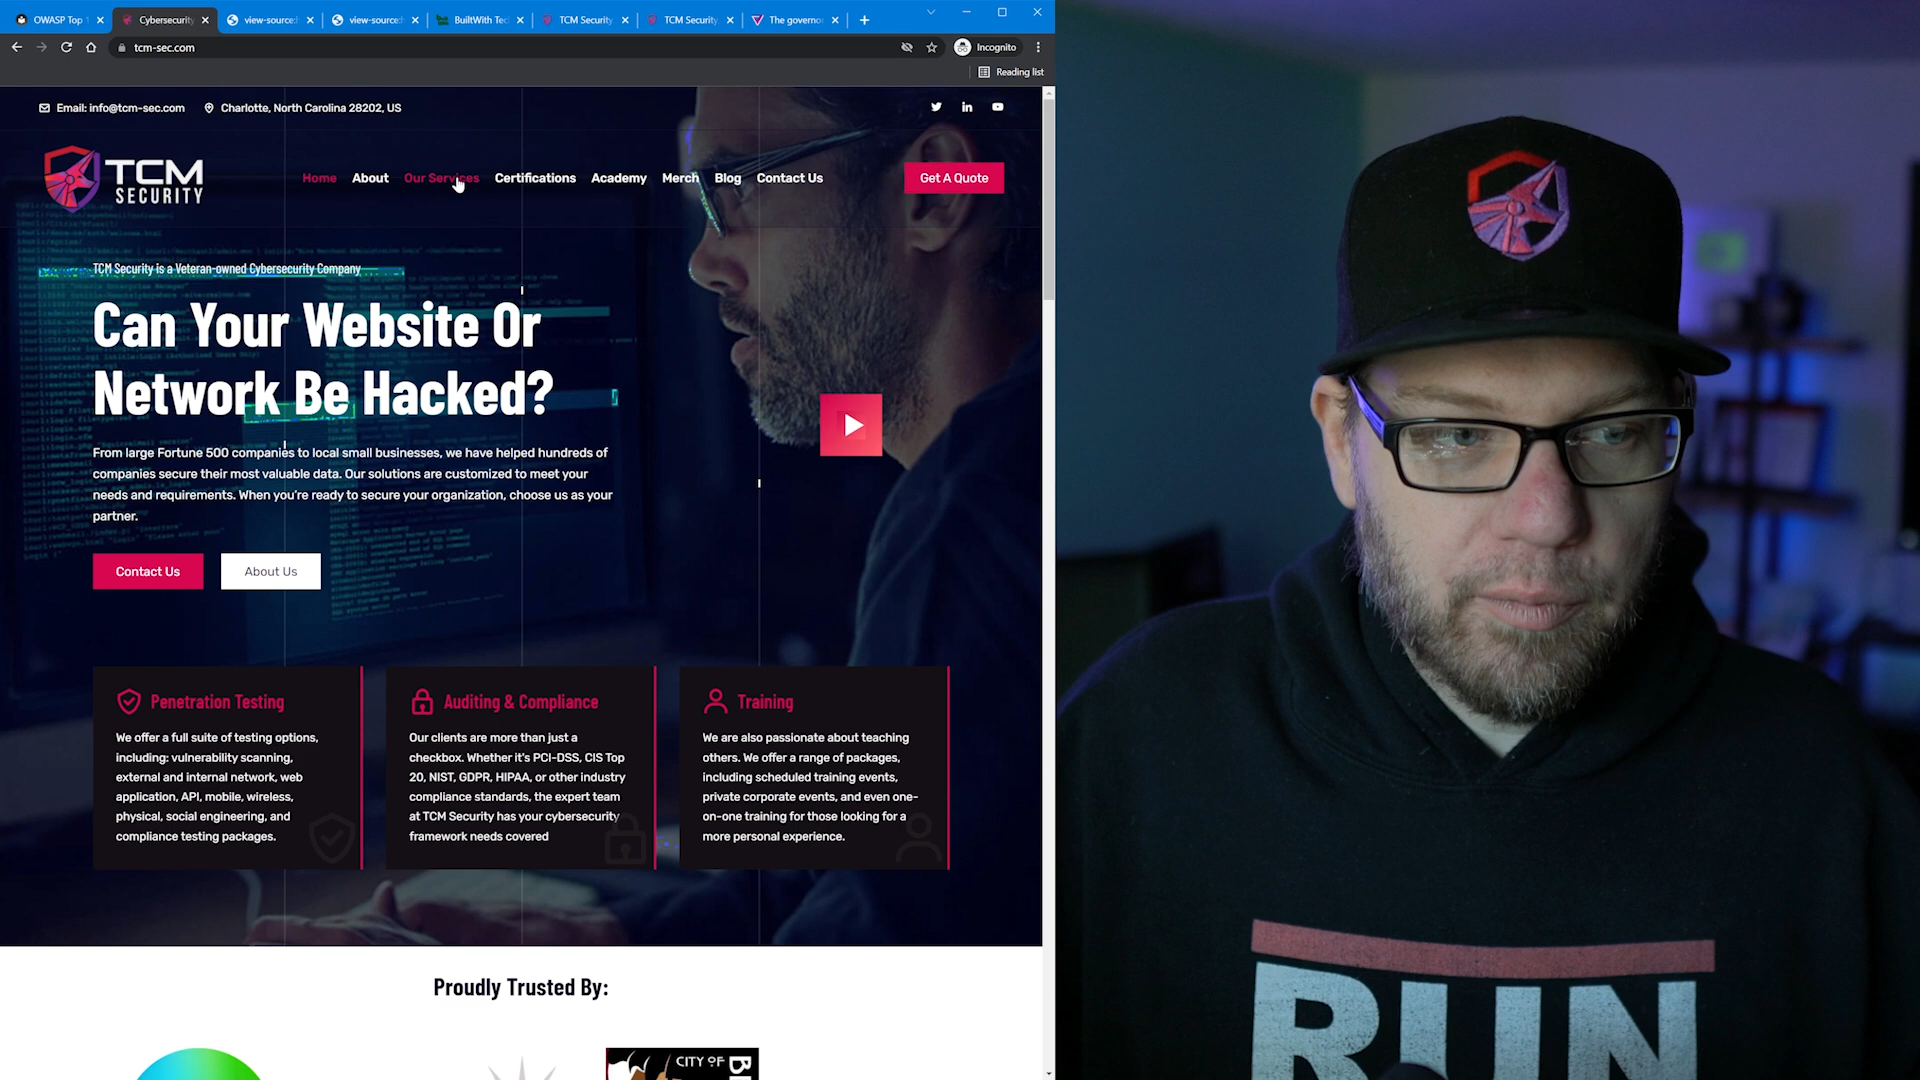 OWASP Top 1
Cybersecurity
view-source:h
view-source:h
BuiltWith Tec
TCM Security
TCM Security
The governor
tcm-sec.com
Incognito
Reading list
Email: info@tcm-sec.com
Charlotte, North Carolina 28202, US
TCM
SECURITY
Home About Our Services Certifications Academy Merch Blog Contact Us
Get A Quote
TCM Security is a Veteran-owned Cybersecurity Company
Can Your Website Or
Network Be Hacked?
From large Fortune 500 companies to local small businesses, we have helped hundreds of
companies secure their most valuable data. Our solutions are customized to meet your
needs and requirements. When you’re ready to secure your organization, choose us as your
partner.
Contact Us
About Us
Penetration Testing
We offer a full suite of testing options,
including: vulnerability scanning,
external and internal network, web
application, API, mobile, wireless,
physical, social engineering, and
compliance testing packages.
Auditing & Compliance
Our clients are more than just a
checkbox. Whether it's PCI-DSS, CIS Top
20, NIST, GDPR, HIPAA, or other industry
compliance standards, the expert team
at TCM Security has your cybersecurity
framework needs covered
Training
We are also passionate about teaching
others. We offer a range of packages,
including scheduled training events,
private corporate events, and even one-
on-one training for those looking for a
more personal experience.
Proudly Trusted By:
CITY OF
RUN